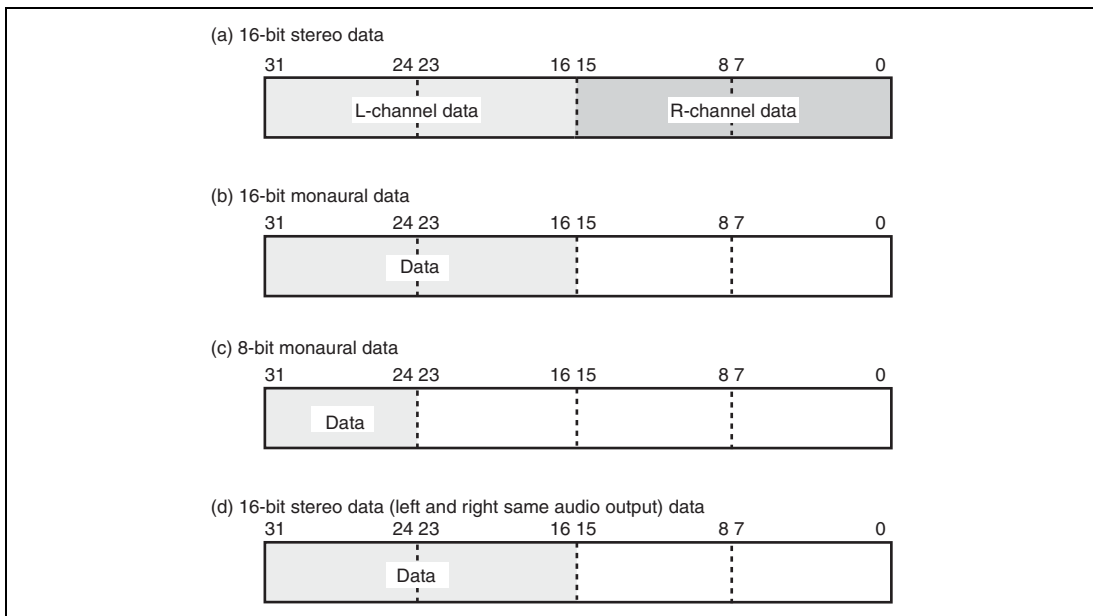 (a) 16-bit stereo data
31 24 23 16 15 8 7 0
L-channel data R-channel data
(b) 16-bit monaural data
31 24 23 16 15 8 7 0
Data
(c) 8-bit monaural data
31 24 23 16 15 8 7 0
Data
(d) 16-bit stereo data (left and right same audio output) data
31 24 23 16 15 8 7 0
Data